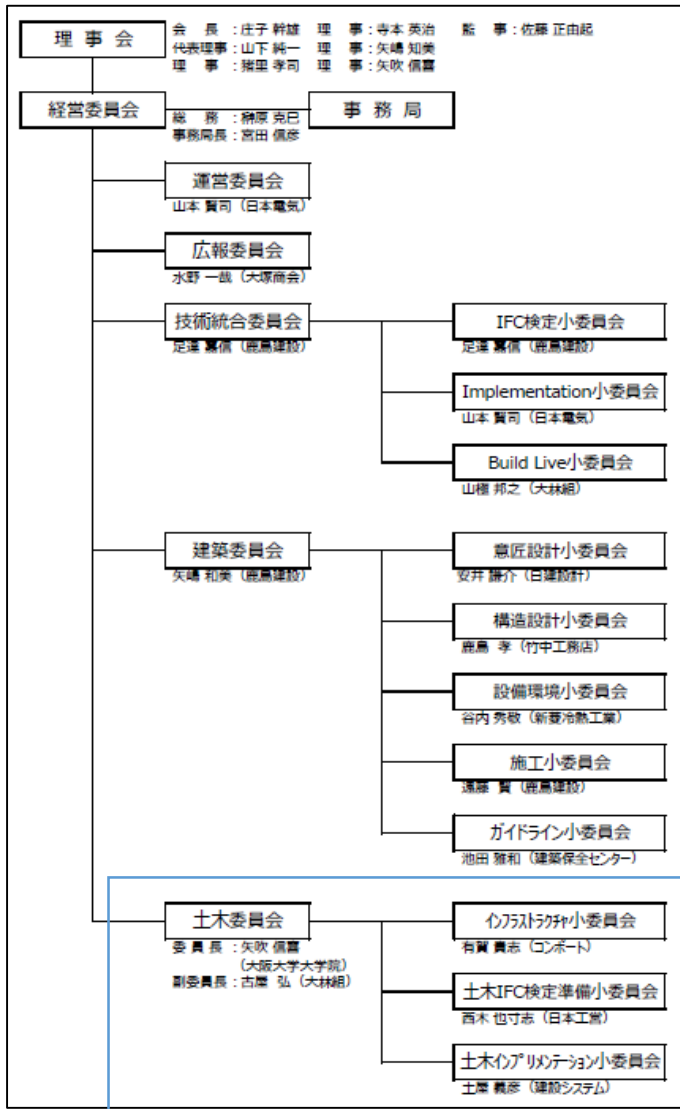 理 事 会
会 長 :庄子 幹雄 理 事:寺本 英治 監 事:佐藤 正由起
代表理事:山下 純一 理 事:矢嶋 知美
理 事 :猪里 孝司 理 事:矢吹 信喜
経営委員会
事 務 局
総 務 :榊原 克巳
事務局長:宮田 信彦
運営委員会
山本 賢司(日本電気)
広報委員会
水野 一哉(大塚商会)
技術統合委員会
足達 嘉信(鹿島建設)
IFC検定小委員会
足達 嘉信(鹿島建設)
Implementation小委員会
山本 賢司(日本電気)
Build Live小委員会
山極 邦之(大林組)
建築委員会
矢嶋 和美(鹿島建設)
意匠設計小委員会
安井 謙介(日建設計)
構造設計小委員会
鹿島 孝(竹中工務店)
設備環境小委員会
谷内 秀敬(新菱冷熱工業)
施工小委員会
遠藤 賢(鹿島建設)
ガイドライン小委員会
池田 雅和(建築保全センター)
土木委員会
委 員 長 :矢吹 信喜
(大阪大学大学院)
副委員長:古屋 弘(大林組)
インフラストラクチャ小委員会
有賀 貴志(コンポート)
土木IFC検定準備小委員会
西木 也寸志(日本工営)
土木インプリメンテーション小委員会
土屋 義彦(建設システム)